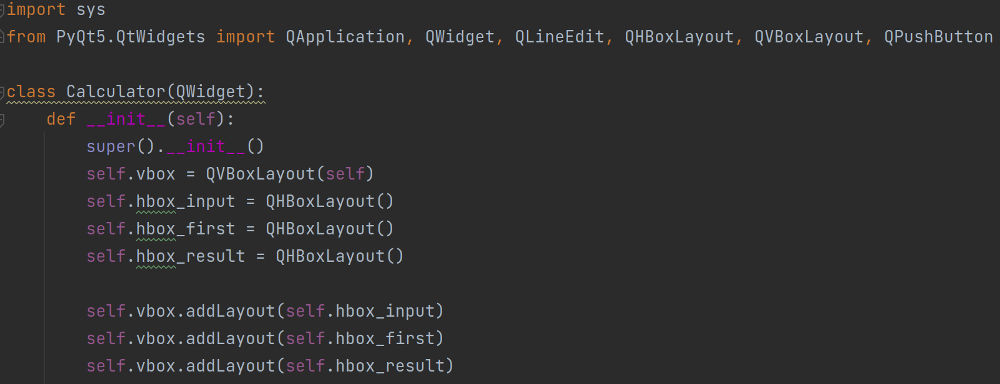 import sys
from PyQt5.QtWidgets import QApplication, QWidget, QLineEdit, QHBoxLayout, QVBoxLayout, QPushButton
class Calculator(QWidget):
def __init__(self):
super().__init__()
self.vbox = QVBoxLayout(self)
self.hbox_input = QHBoxLayout()
self.hbox_first = QHBoxLayout()
self.hbox_result = QHBoxLayout()
self.vbox.addLayout(self.hbox_input)
self.vbox.addLayout(self.hbox_first)
self.vbox.addLayout(self.hbox_result)